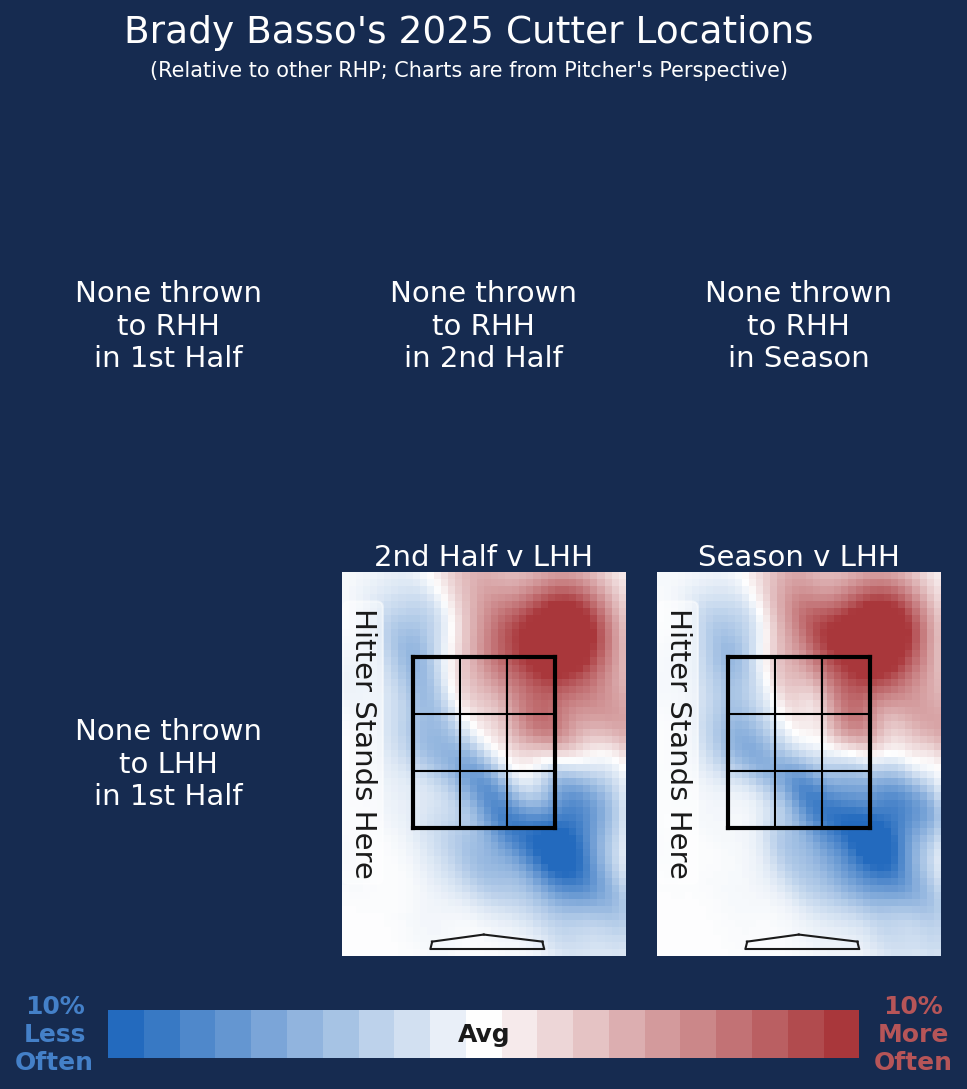 Brady Basso's 2025 Cutter Locations
(Relative to other RHP; Charts are from Pitcher's Perspective)
None thrown
to RHH
in 1st Half
None thrown
to RHH
in 2nd Half
None thrown
to RHH
in Season
None thrown
to LHH
in 1st Half
2nd Half v LHH
Hitter Stands Here
Season v LHH
Hitter Stands Here
10%
Less
Often
Avg
10%
More
Often